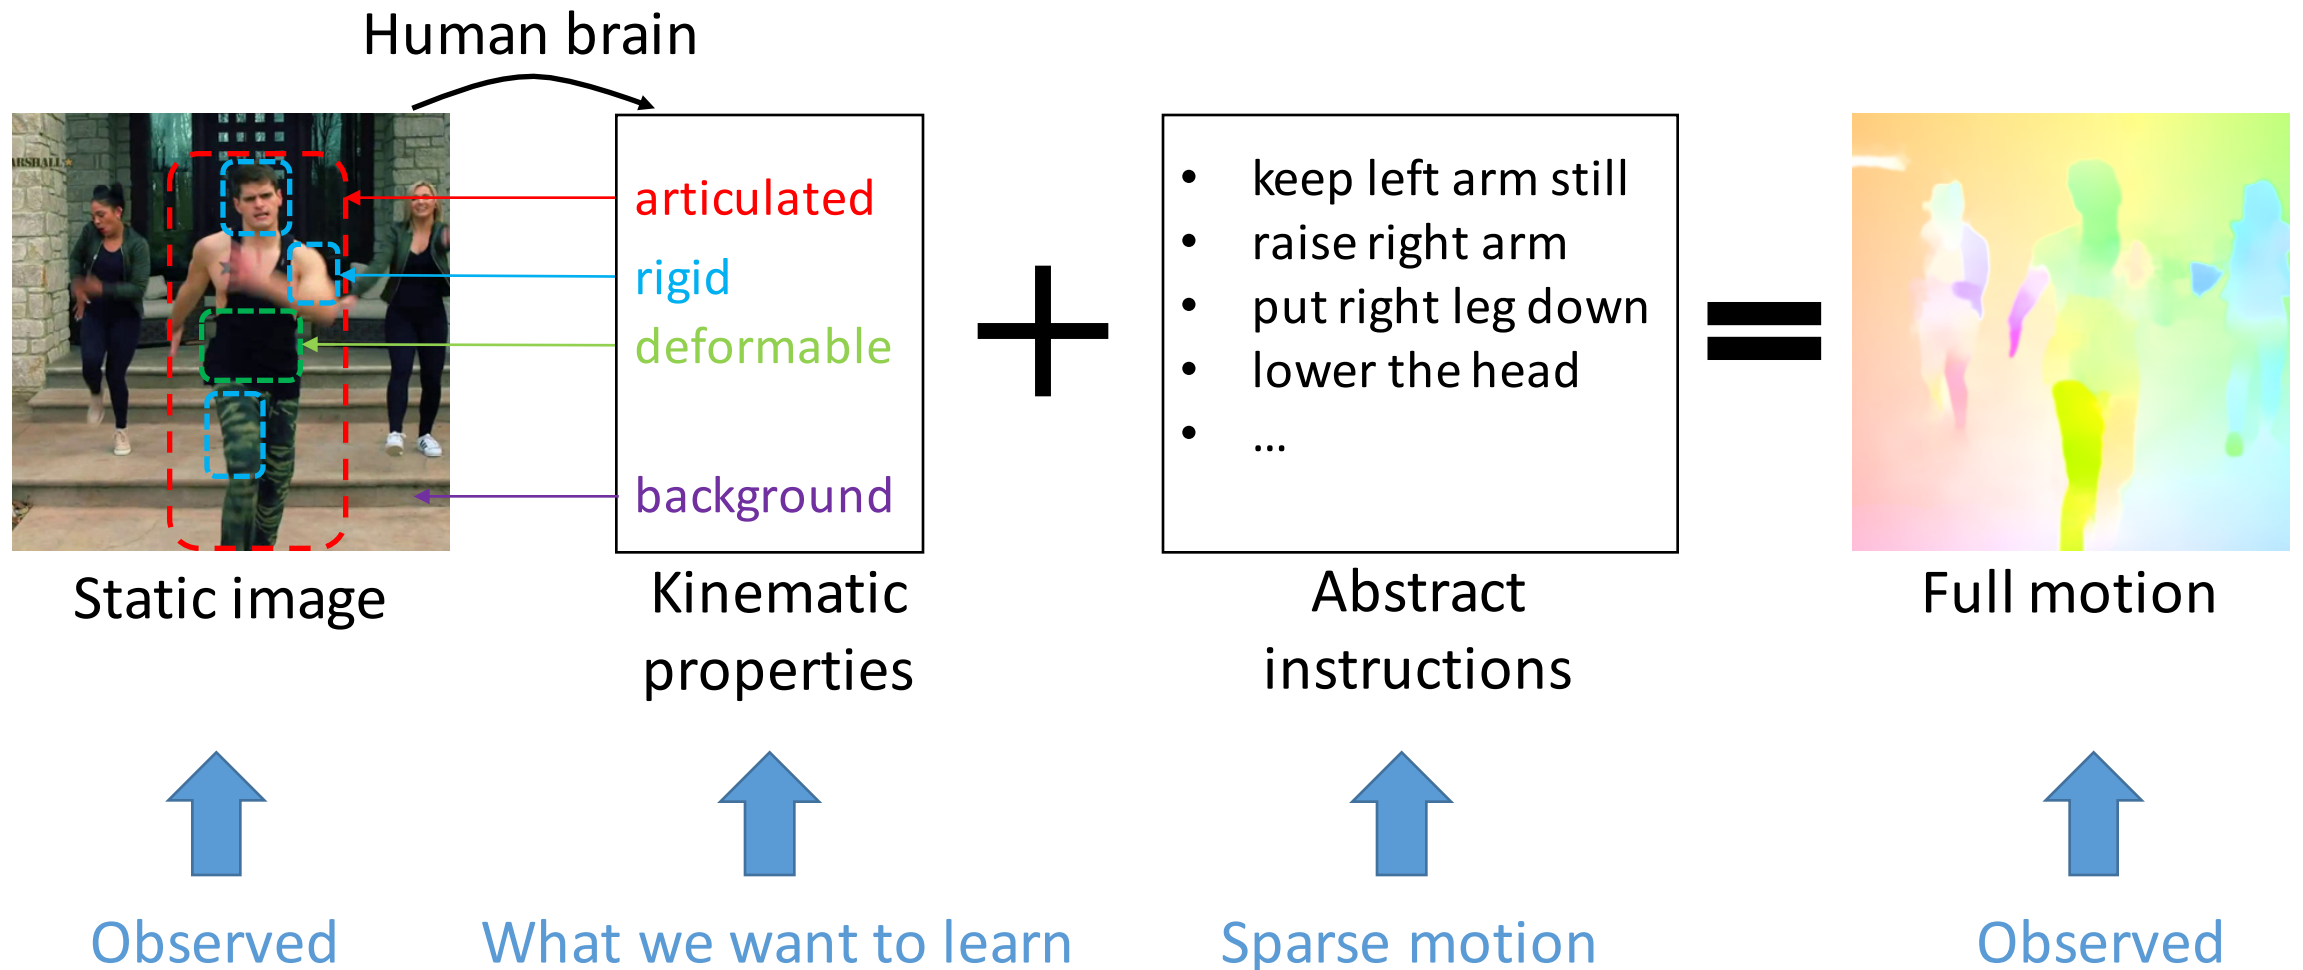 Human brain
ARSHALL
articulated
rigid
deformable
background
• keep left arm still
• raise right arm
• put right leg down
• lower the head
• ...
+
=
Static image
Kinematic
properties
Abstract
instructions
Full motion
Observed
What we want to learn
Sparse motion
Observed